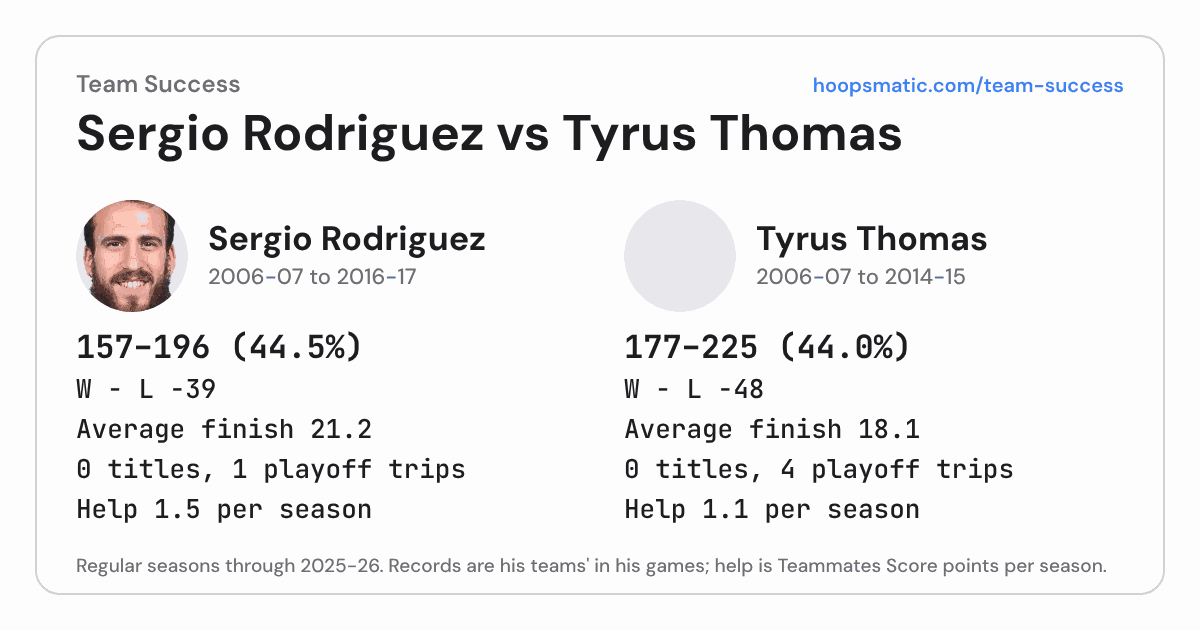 Team Success
hoopsmatic.com/team-success
Sergio Rodriguez vs Tyrus Thomas
Sergio Rodriguez
2006-07 to 2016-17
157-196 (44.5%)
W - L -39
Average finish 21.2
0 titles, 1 playoff trips
Help 1.5 per season
Tyrus Thomas
2006-07 to 2014-15
177-225 (44.0%)
W - L -48
Average finish 18.1
0 titles, 4 playoff trips
Help 1.1 per season
Regular seasons through 2025-26. Records are his teams' in his games; help is Teammates Score points per season.